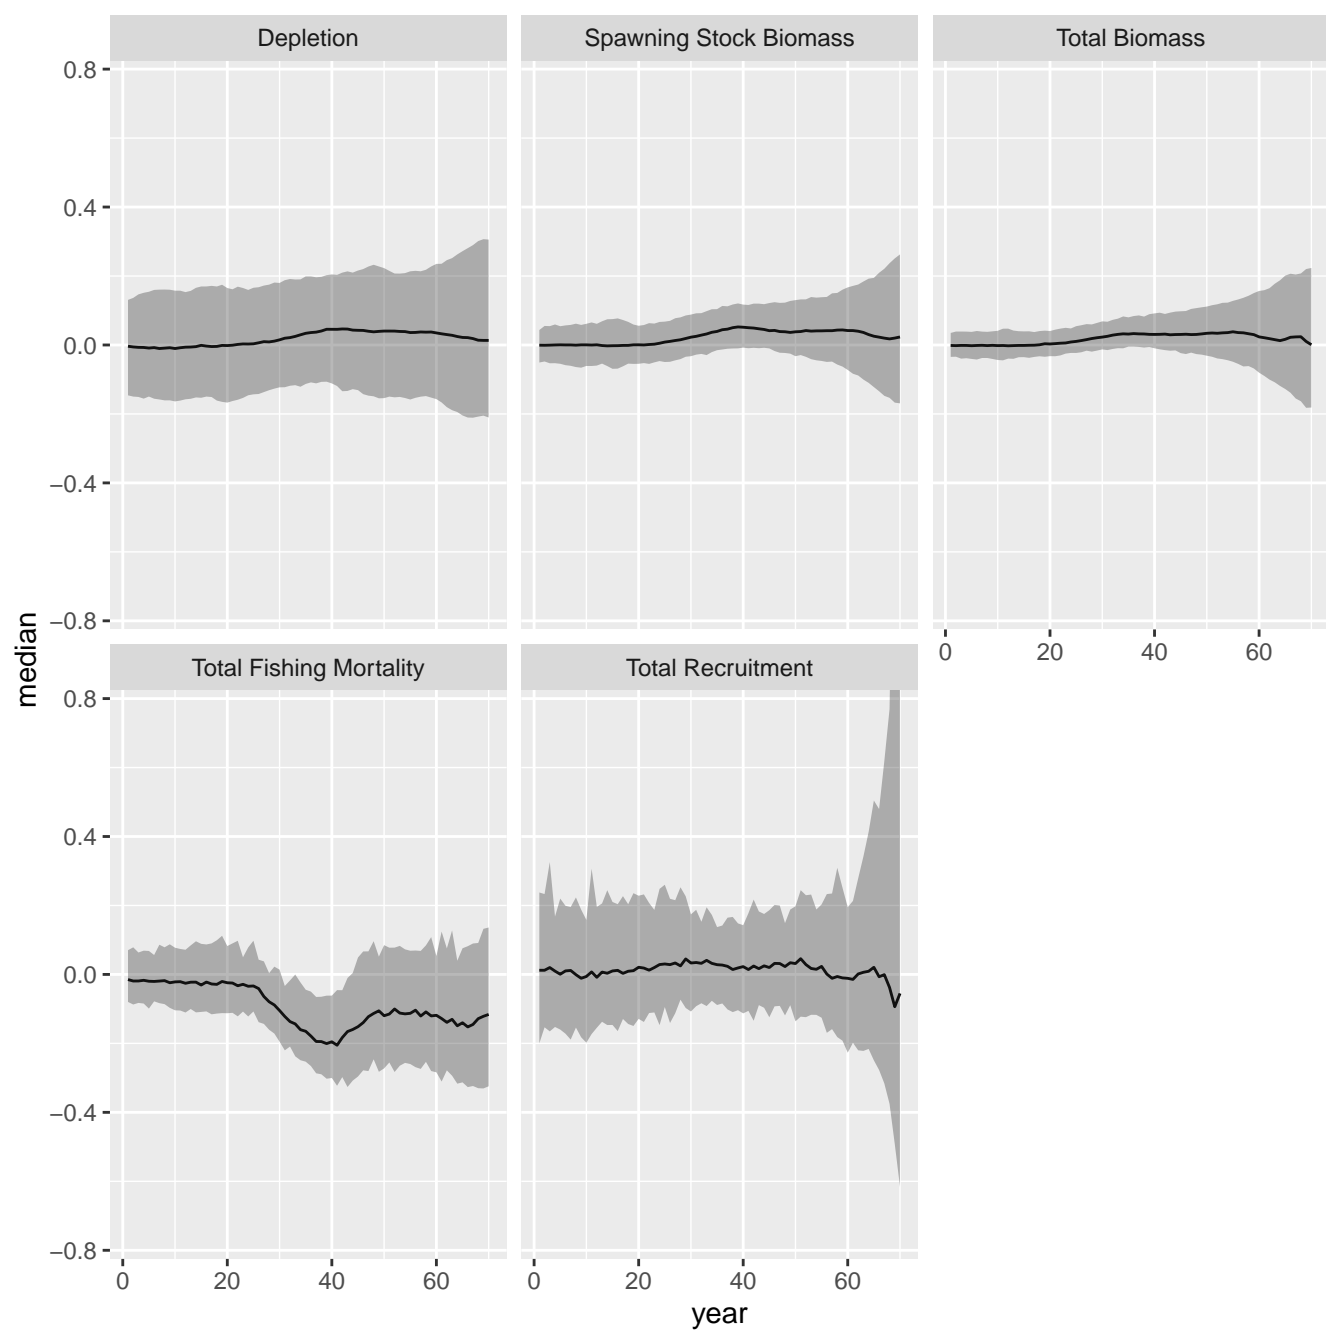 Depletion
Spawning Stock Biomass
Total Biomass
0.8
0.4
0.0
−0.4
−0.8
0 20 40 60
median
Total Fishing Mortality
Total Recruitment
0.8
0.4
0.0
−0.4
−0.8
0 20 40 60
0 20 40 60
year